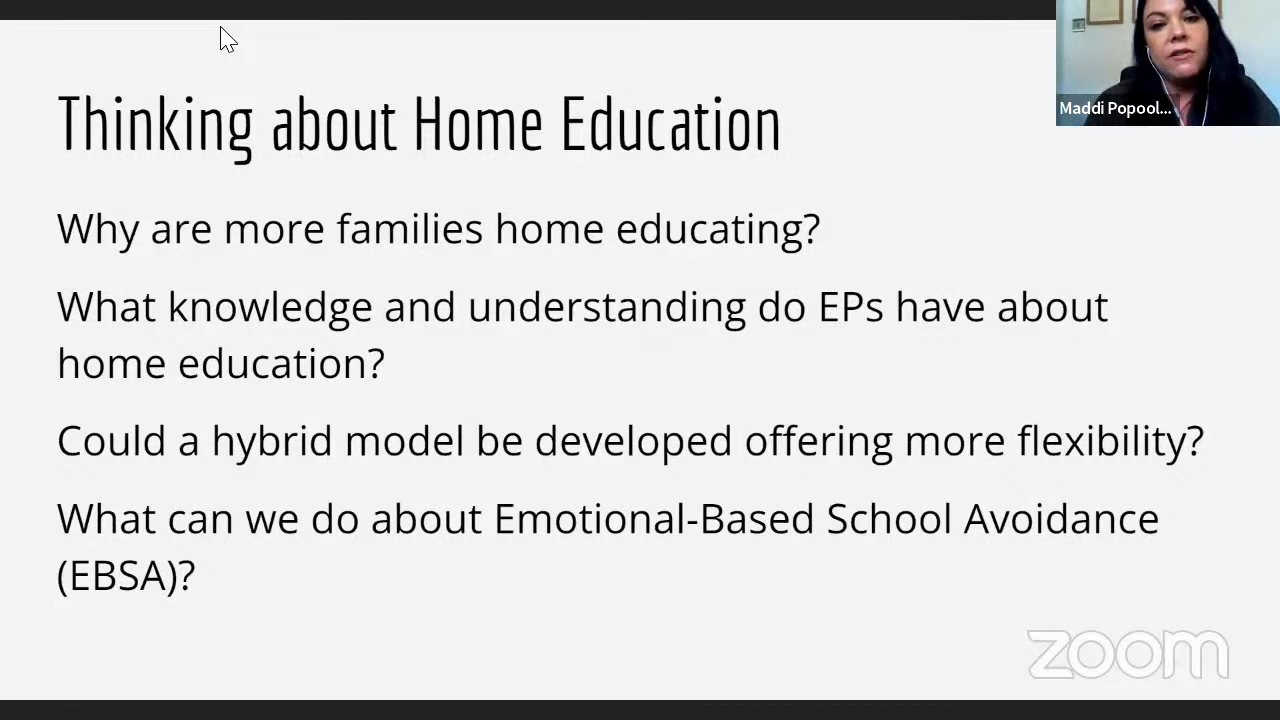 Thinking about Home Education
Maddi Popool...
Why are more families home educating?
What knowledge and understanding do EPs have about
home education?
Could a hybrid model be developed offering more flexibility?
What can we do about Emotional-Based School Avoidance
(EBSA)?
zoom